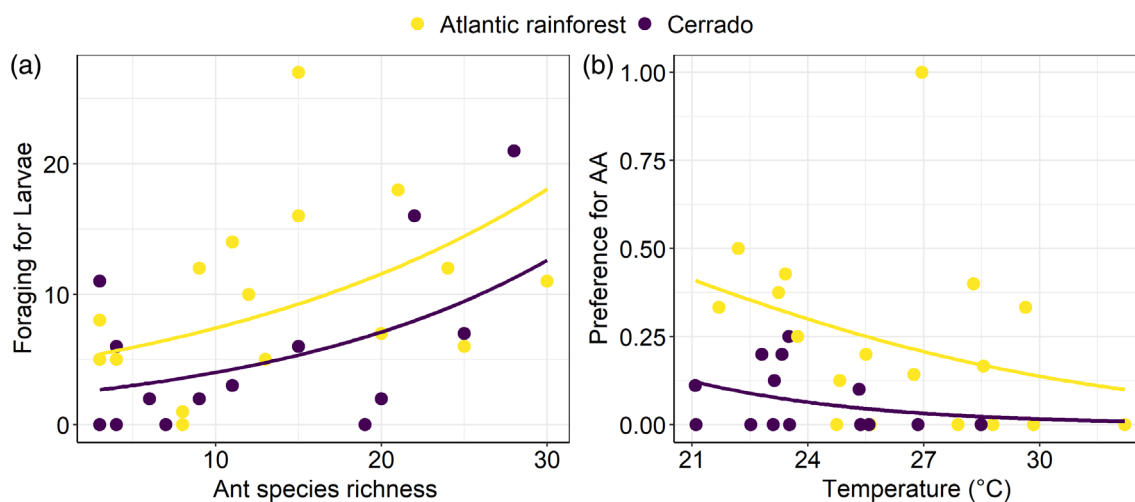 Atlantic rainforest Cerrado
(a)
Foraging for Larvae
20
10
0
10 20 30
Ant species richness
(b)
Preference for AA
1.00
0.75
0.50
0.25
0.00
21 24 27 30
Temperature (°C)